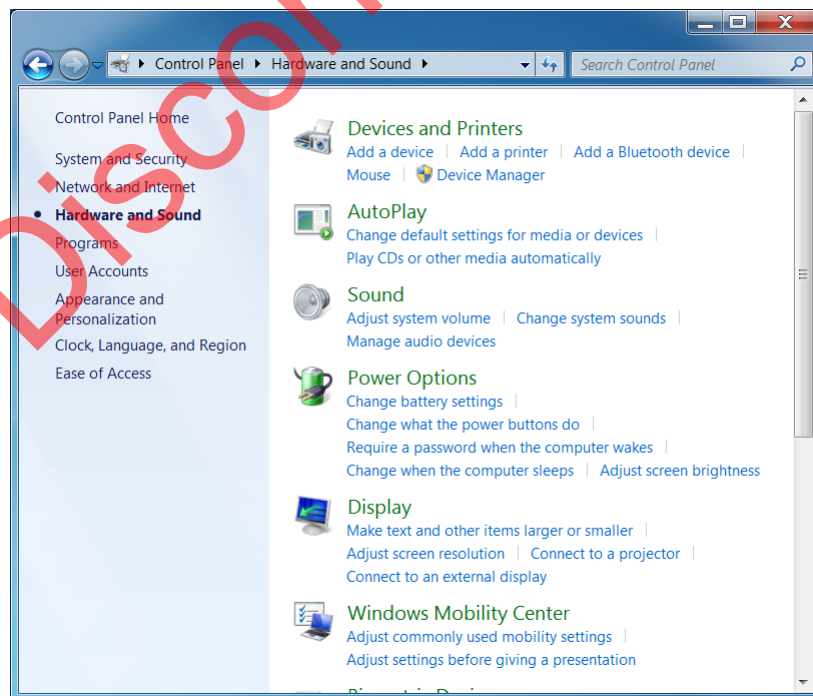 Control Panel Hardware and Sound Search Control Panel
Control Panel Home
System and Security
Network and Internet
Hardware and Sound
Programs
User Accounts
Appearance and
Personalization
Clock, Language, and Region
Ease of Access
Devices and Printers
Add a device Add a printer Add a Bluetooth device
Mouse Device Manager
AutoPlay
Change default settings for media or devices
Play CDs or other media automatically
Sound
Adjust system volume Change system sounds
Manage audio devices
Power Options
Change battery settings
Change what the power buttons do
Require a password when the computer wakes
Change when the computer sleeps Adjust screen brightness
Display
Make text and other items larger or smaller
Adjust screen resolution Connect to a projector
Connect to an external display
Windows Mobility Center
Adjust commonly used mobility settings
Adjust settings before giving a presentation
Discon